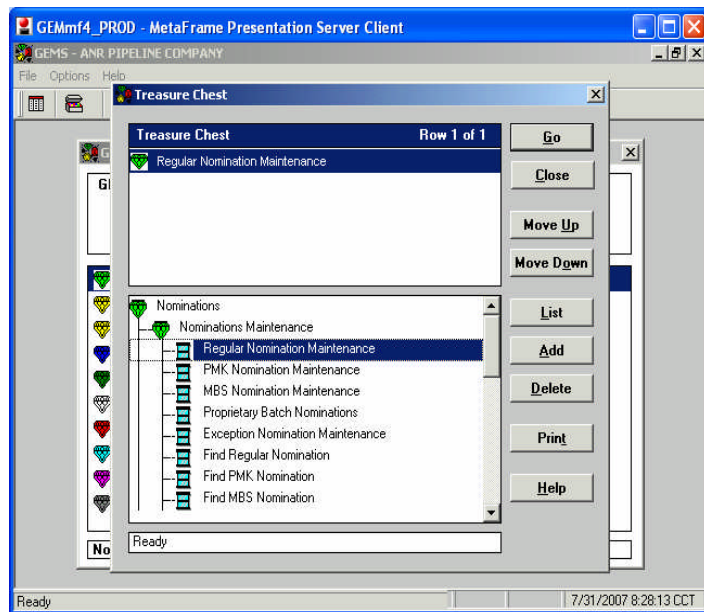 GEMmf4_PROD - MetaFrame Presentation Server Client
GEMS - ANR PIPELINE COMPANY
File Options Help
Treasure Chest
Treasure Chest Row 1 of 1
Regular Nomination Maintenance
Go
Close
Move Up
Move Down
Nominations
Nominations Maintenance
Regular Nomination Maintenance
PMK Nomination Maintenance
MBS Nomination Maintenance
Proprietary Batch Nominations
Exception Nomination Maintenance
Find Regular Nomination
Find PMK Nomination
Find MBS Nomination
List
Add
Delete
Print
Help
Ready
Ready
7/31/2007 8:28:13 CCT